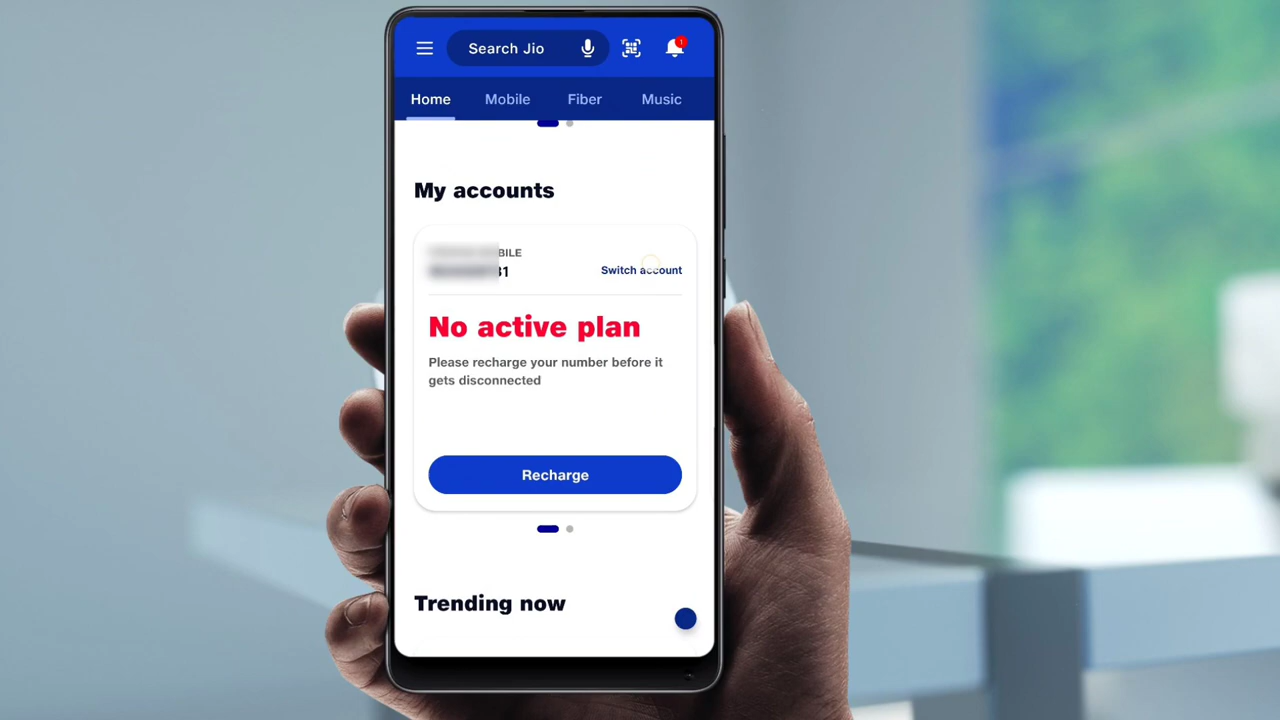 Search Jio
1
Home Mobile Fiber Music
My accounts
Switch account
No active plan
Please recharge your number before it
gets disconnected
Recharge
Trending now